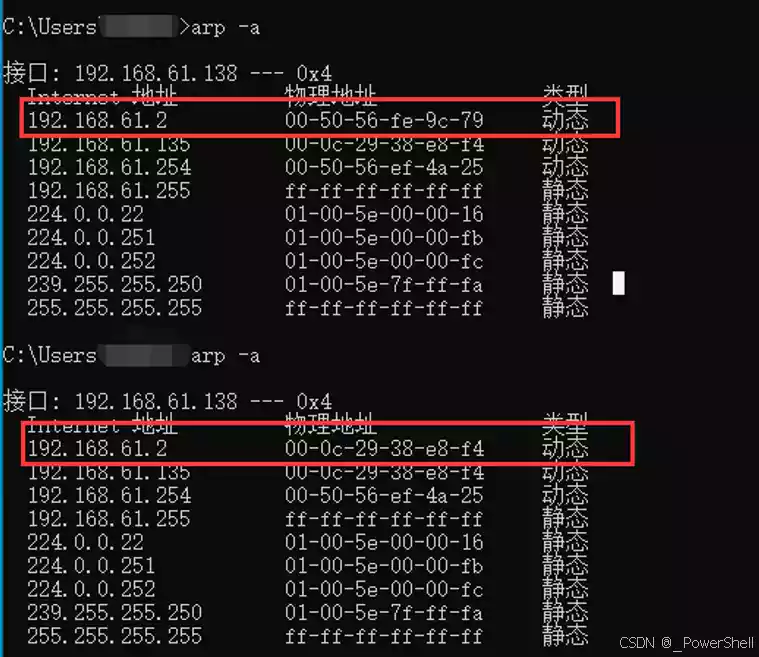 C:\Users\ >arp -a
接口: 192.168.61.138 --- 0x4
Internet 地址 物理地址 类型
192.168.61.2 00-50-56-fe-9c-79 动态
192.168.61.135 00-0c-29-38-e8-f4 动态
192.168.61.254 00-50-56-ef-4a-25 动态
192.168.61.255 ff-ff-ff-ff-ff-ff 静态
224.0.0.22 01-00-5e-00-00-16 静态
224.0.0.251 01-00-5e-00-00-fb 静态
224.0.0.252 01-00-5e-00-00-fc 静态
239.255.255.250 01-00-5e-7f-ff-fa 静态
255.255.255.255 ff-ff-ff-ff-ff-ff 静态
C:\Users arp -a
接口: 192.168.61.138 --- 0x4
Internet 地址 物理地址 类型
192.168.61.2 00-0c-29-38-e8-f4 动态
192.168.61.135 00-0c-29-38-e8-f4 动态
192.168.61.254 00-50-56-ef-4a-25 动态
192.168.61.255 ff-ff-ff-ff-ff-ff 静态
224.0.0.22 01-00-5e-00-00-16 静态
224.0.0.251 01-00-5e-00-00-fb 静态
224.0.0.252 01-00-5e-00-00-fc 静态
239.255.255.250 01-00-5e-7f-ff-fa 静态
255.255.255.255 ff-ff-ff-ff-ff-ff 静态
CSDN @_PowerShell